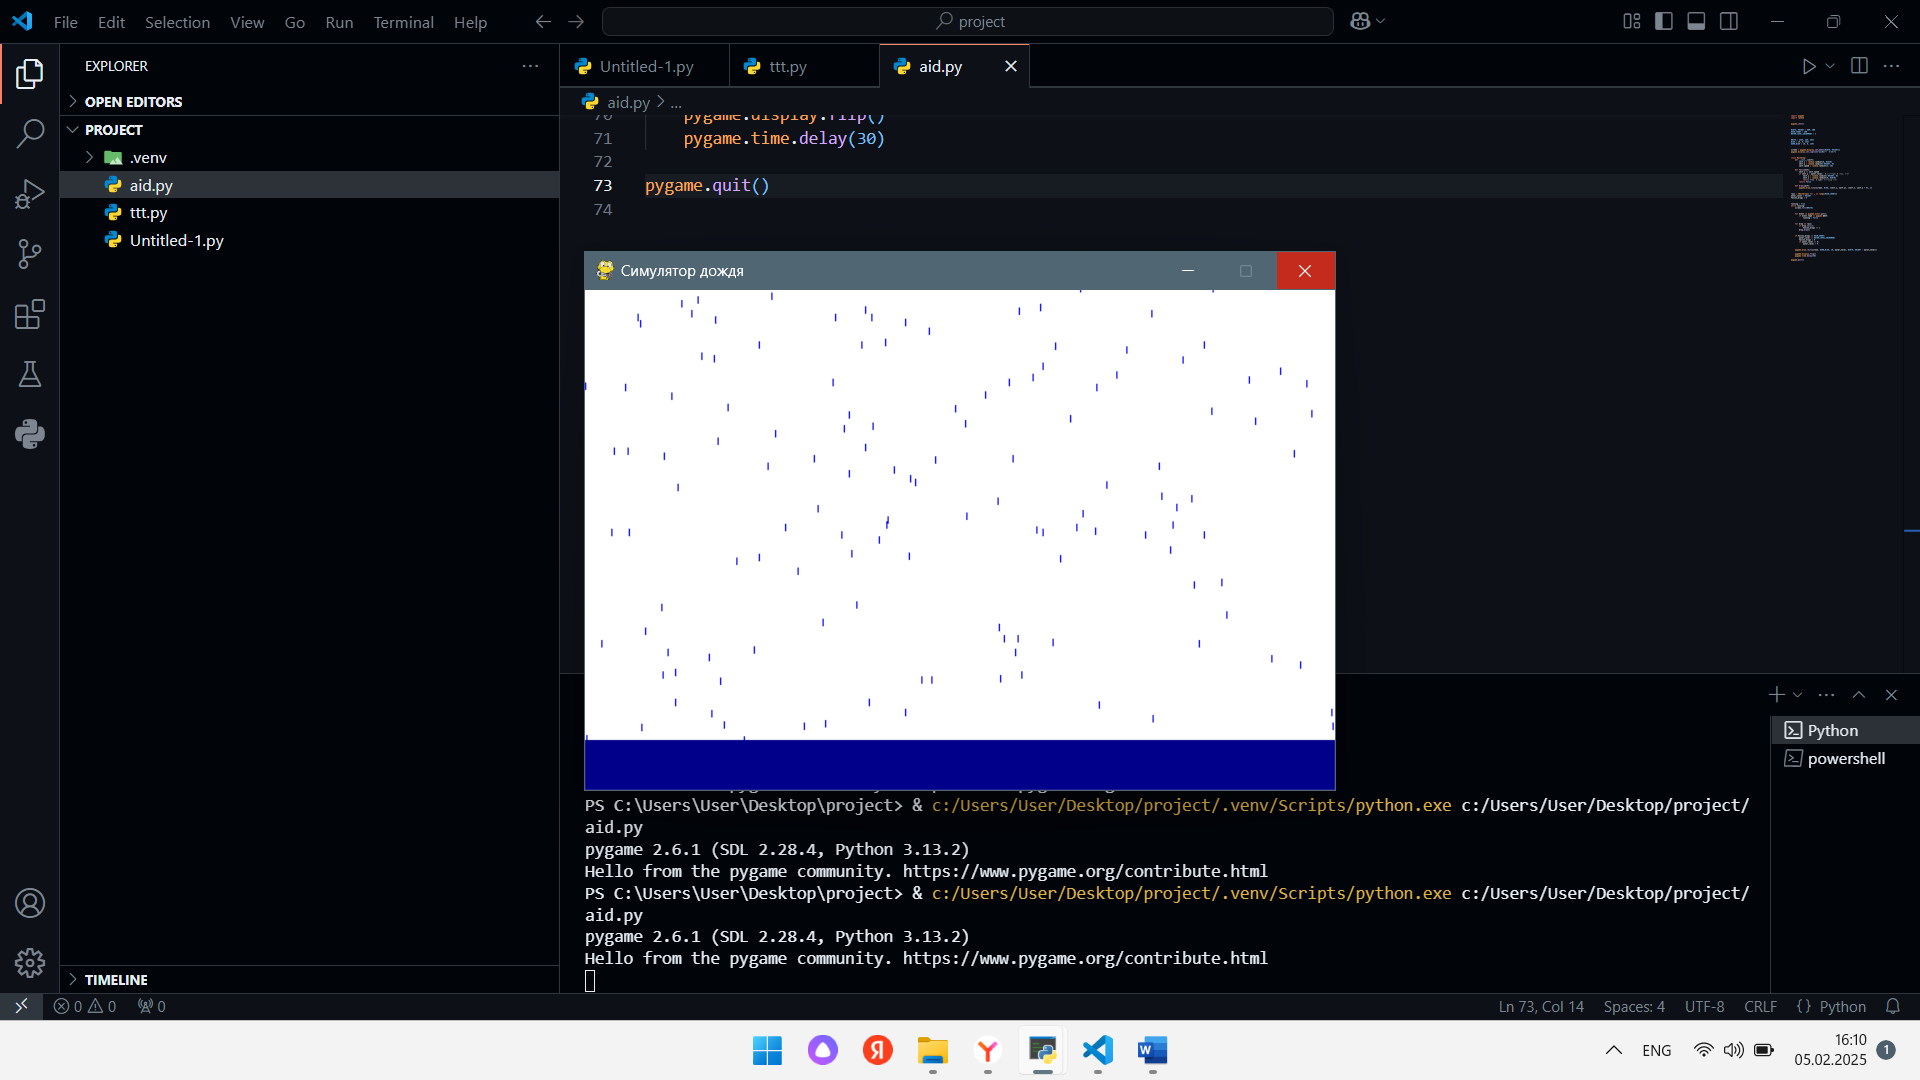 File Edit Selection View Go Run Terminal Help
project
EXPLORER
OPEN EDITORS
PROJECT
.venv
aid.py
ttt.py
Untitled-1.py
TIMELINE
Untitled-1.py
ttt.py
aid.py
aid.py > ...
70 pygame.display.flip()
71 pygame.time.delay(30)
72
73 pygame.quit()
74
Симулятор дождя
PS C:\Users\User\Desktop\project> & c:/Users/User/Desktop/project/.venv/Scripts/python.exe c:/Users/User/Desktop/project/
aid.py
pygame 2.6.1 (SDL 2.28.4, Python 3.13.2)
Hello from the pygame community. https://www.pygame.org/contribute.html
PS C:\Users\User\Desktop\project> & c:/Users/User/Desktop/project/.venv/Scripts/python.exe c:/Users/User/Desktop/project/
aid.py
pygame 2.6.1 (SDL 2.28.4, Python 3.13.2)
Hello from the pygame community. https://www.pygame.org/contribute.html
Python
powershell
0 0 0
Ln 73, Col 14 Spaces: 4 UTF-8 CRLF {} Python
Я
Y
W
ENG
16:10
05.02.2025
1